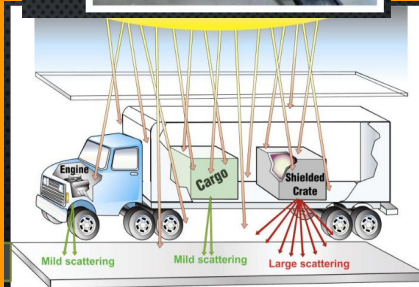 Engine
Cargo
Shielded
Crate
Mild scattering
Mild scattering
Large scattering